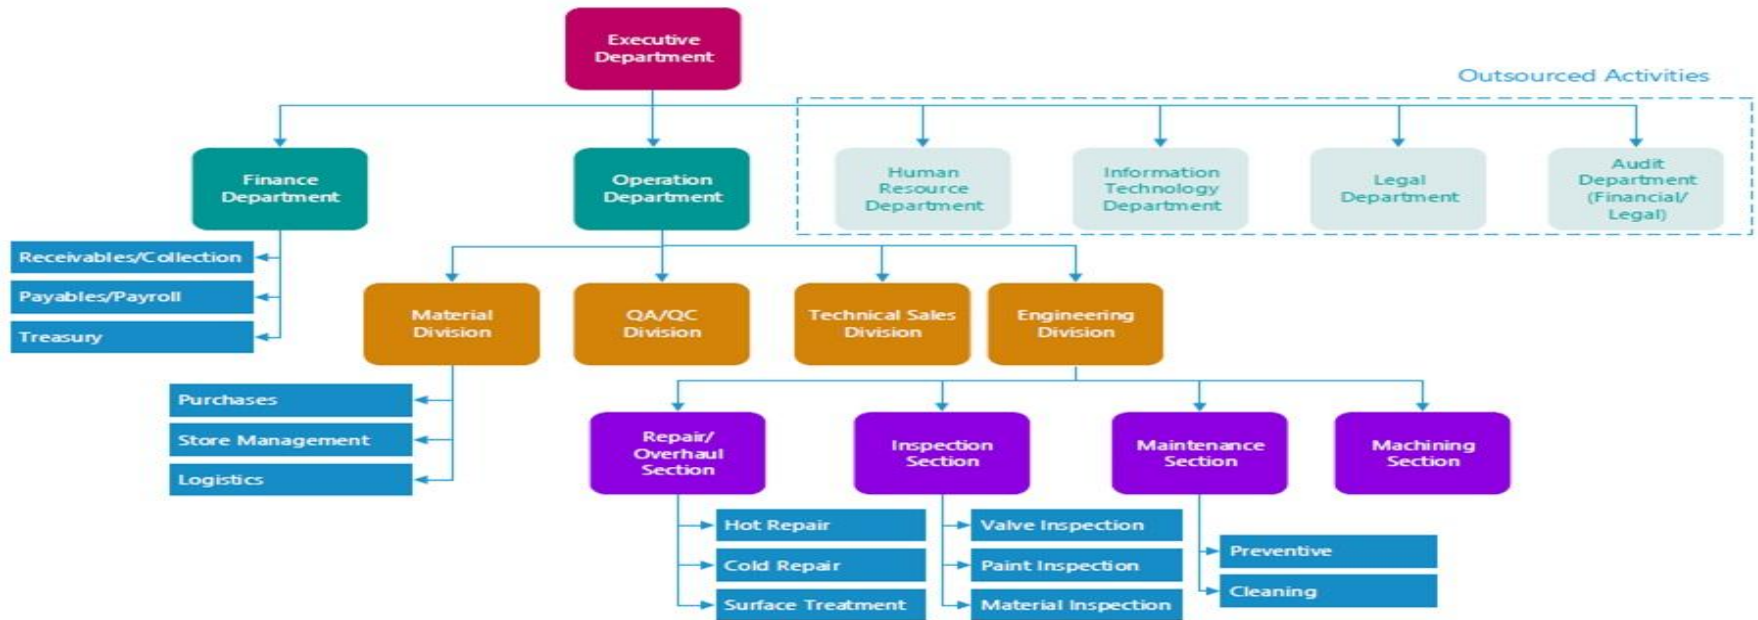 Executive
Department
Outsourced Activities
Finance
Department
Operation
Department
Human
Resource
Department
Information
Technology
Department
Legal
Department
Audit
Department
(Financial/
Legal)
Receivables/Collection
Payables/Payroll
Treasury
Material
Division
QA/QC
Division
Technical Sales
Division
Engineering
Division
Purchases
Store Management
Logistics
Repair/
Overhaul
Section
Inspection
Section
Maintenance
Section
Machining
Section
Hot Repair
Cold Repair
Surface Treatment
Valve Inspection
Paint Inspection
Material Inspection
Preventive
Cleaning